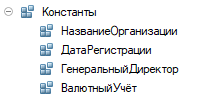 Константы
НазваниеОрганизации
ДатаРегистрации
ГенеральныйДиректор
ВалютныйУчёт